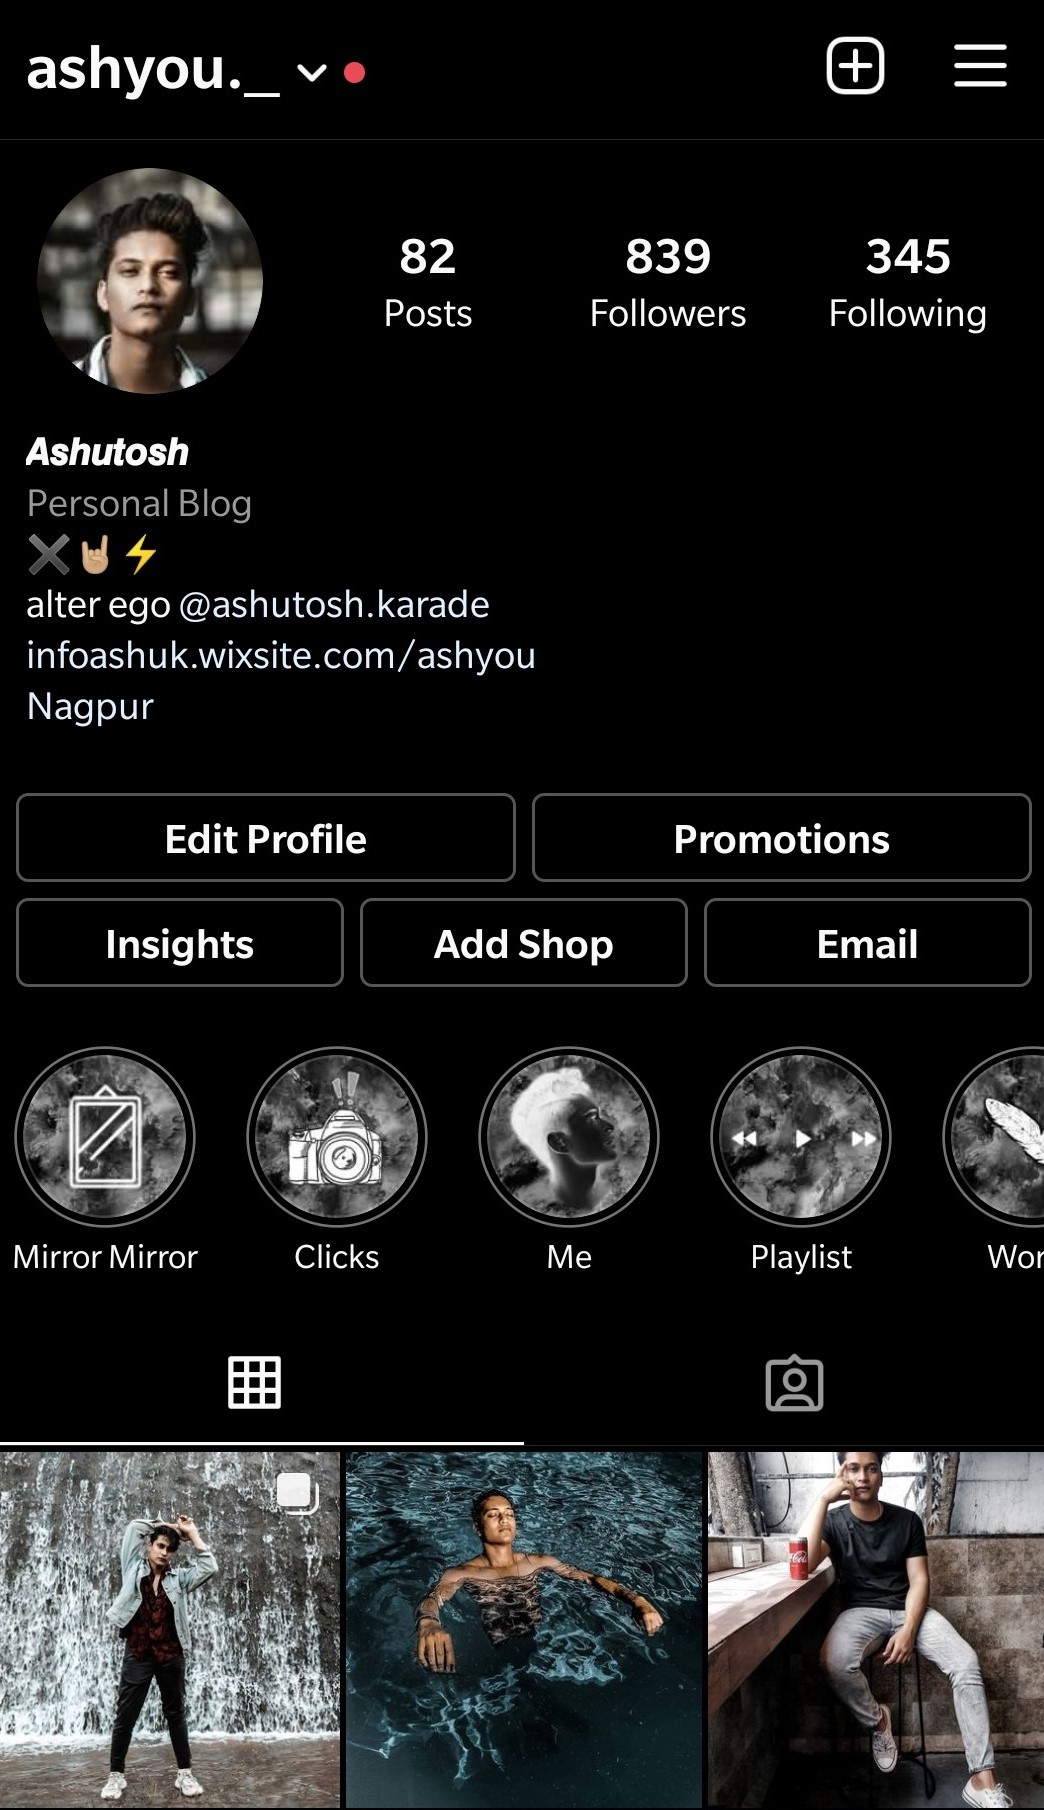 ashyou._
82 839 345
Posts Followers Following
Ashutosh
Personal Blog
✖️🤘🏼⚡
alter ego @ashutosh.karade
infoashuk.wixsite.com/ashyou
Nagpur
Edit Profile Promotions
Insights Add Shop Email
Mirror Mirror Clicks Me Playlist